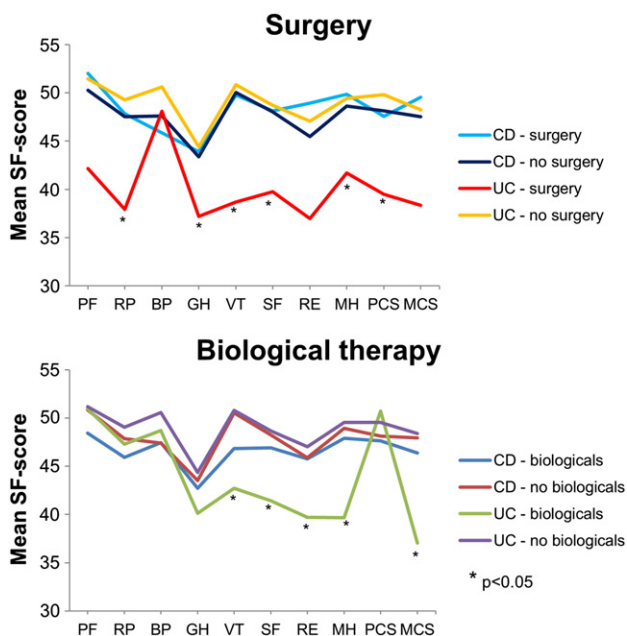 Surgery
Mean SF-score
55
50
45
40
35
30
PF RP BP GH VT SF RE MH PCS MCS
* * * * * *
CD - surgery
CD - no surgery
UC - surgery
UC - no surgery
Biological therapy
Mean SF-score
55
50
45
40
35
30
PF RP BP GH VT SF RE MH PCS MCS
* * * * *
CD - biologicals
CD - no biologicals
UC - biologicals
UC - no biologicals
* p<0.05